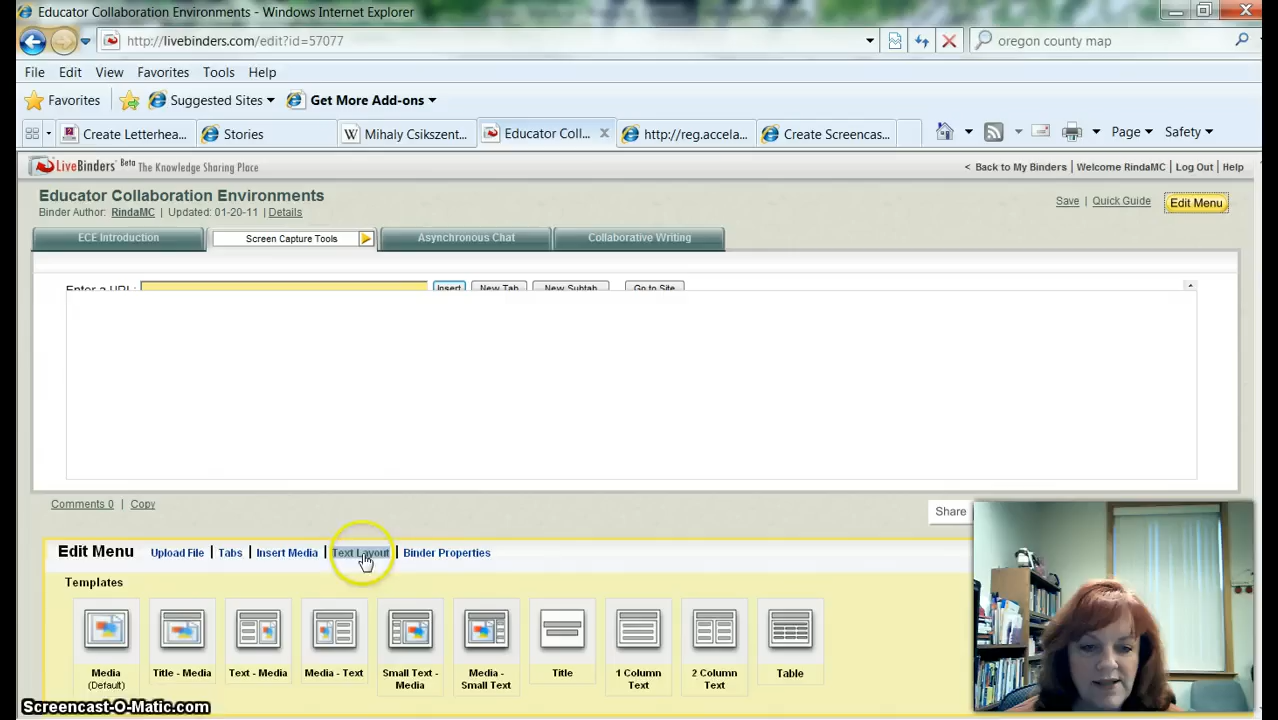 Educator Collaboration Environments - Windows Internet Explorer
http://livebinders.com/edit?id=57077
oregon county map
File Edit View Favorites Tools Help
Favorites Suggested Sites Get More Add-ons
Create Letterhea... Stories Mihaly Csikszent... Educator Coll... http://reg.accela... Create Screencas... Page Safety
LiveBinders Beta The Knowledge Sharing Place < Back to My Binders | Welcome RindaMC | Log Out | Help
Educator Collaboration Environments
Binder Author: RindaMC | Updated: 01-20-11 | Details
Save | Quick Guide Edit Menu
ECE Introduction Screen Capture Tools Asynchronous Chat Collaborative Writing
Enter a URL: Insert New Tab New Subtab Go to Site
Comments 0 | Copy
Share
Edit Menu Upload File | Tabs | Insert Media | Text Layout | Binder Properties
Templates
Media (Default) Title - Media Text - Media Media - Text Small Text - Media Media - Small Text Title 1 Column Text 2 Column Text Table
Screencast-O-Matic.com